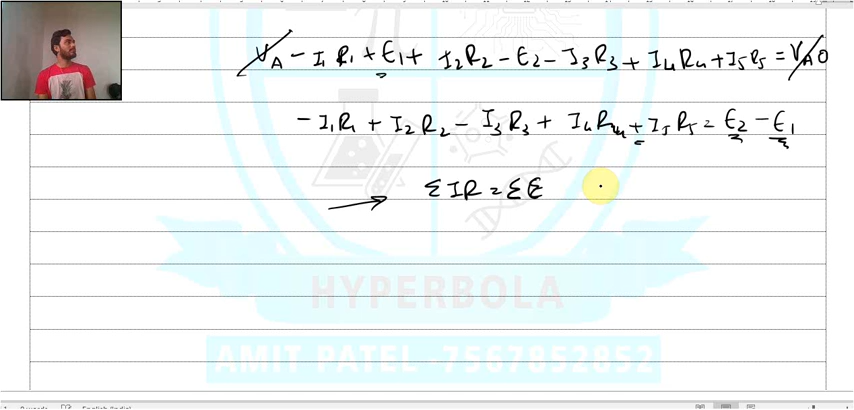 V_A - I₁R₁ + E₁ + I₂R₂ - E₂ - I₃R₃ + I₄R₄ + I₅R₅ = V_A 0
- I₁R₁ + I₂R₂ - I₃R₃ + I₄R₄ + I₅R₅ = E₂ - E₁
→ ΣIR = ΣE
HYPERBOLA
AMIT PATEL -7567852852